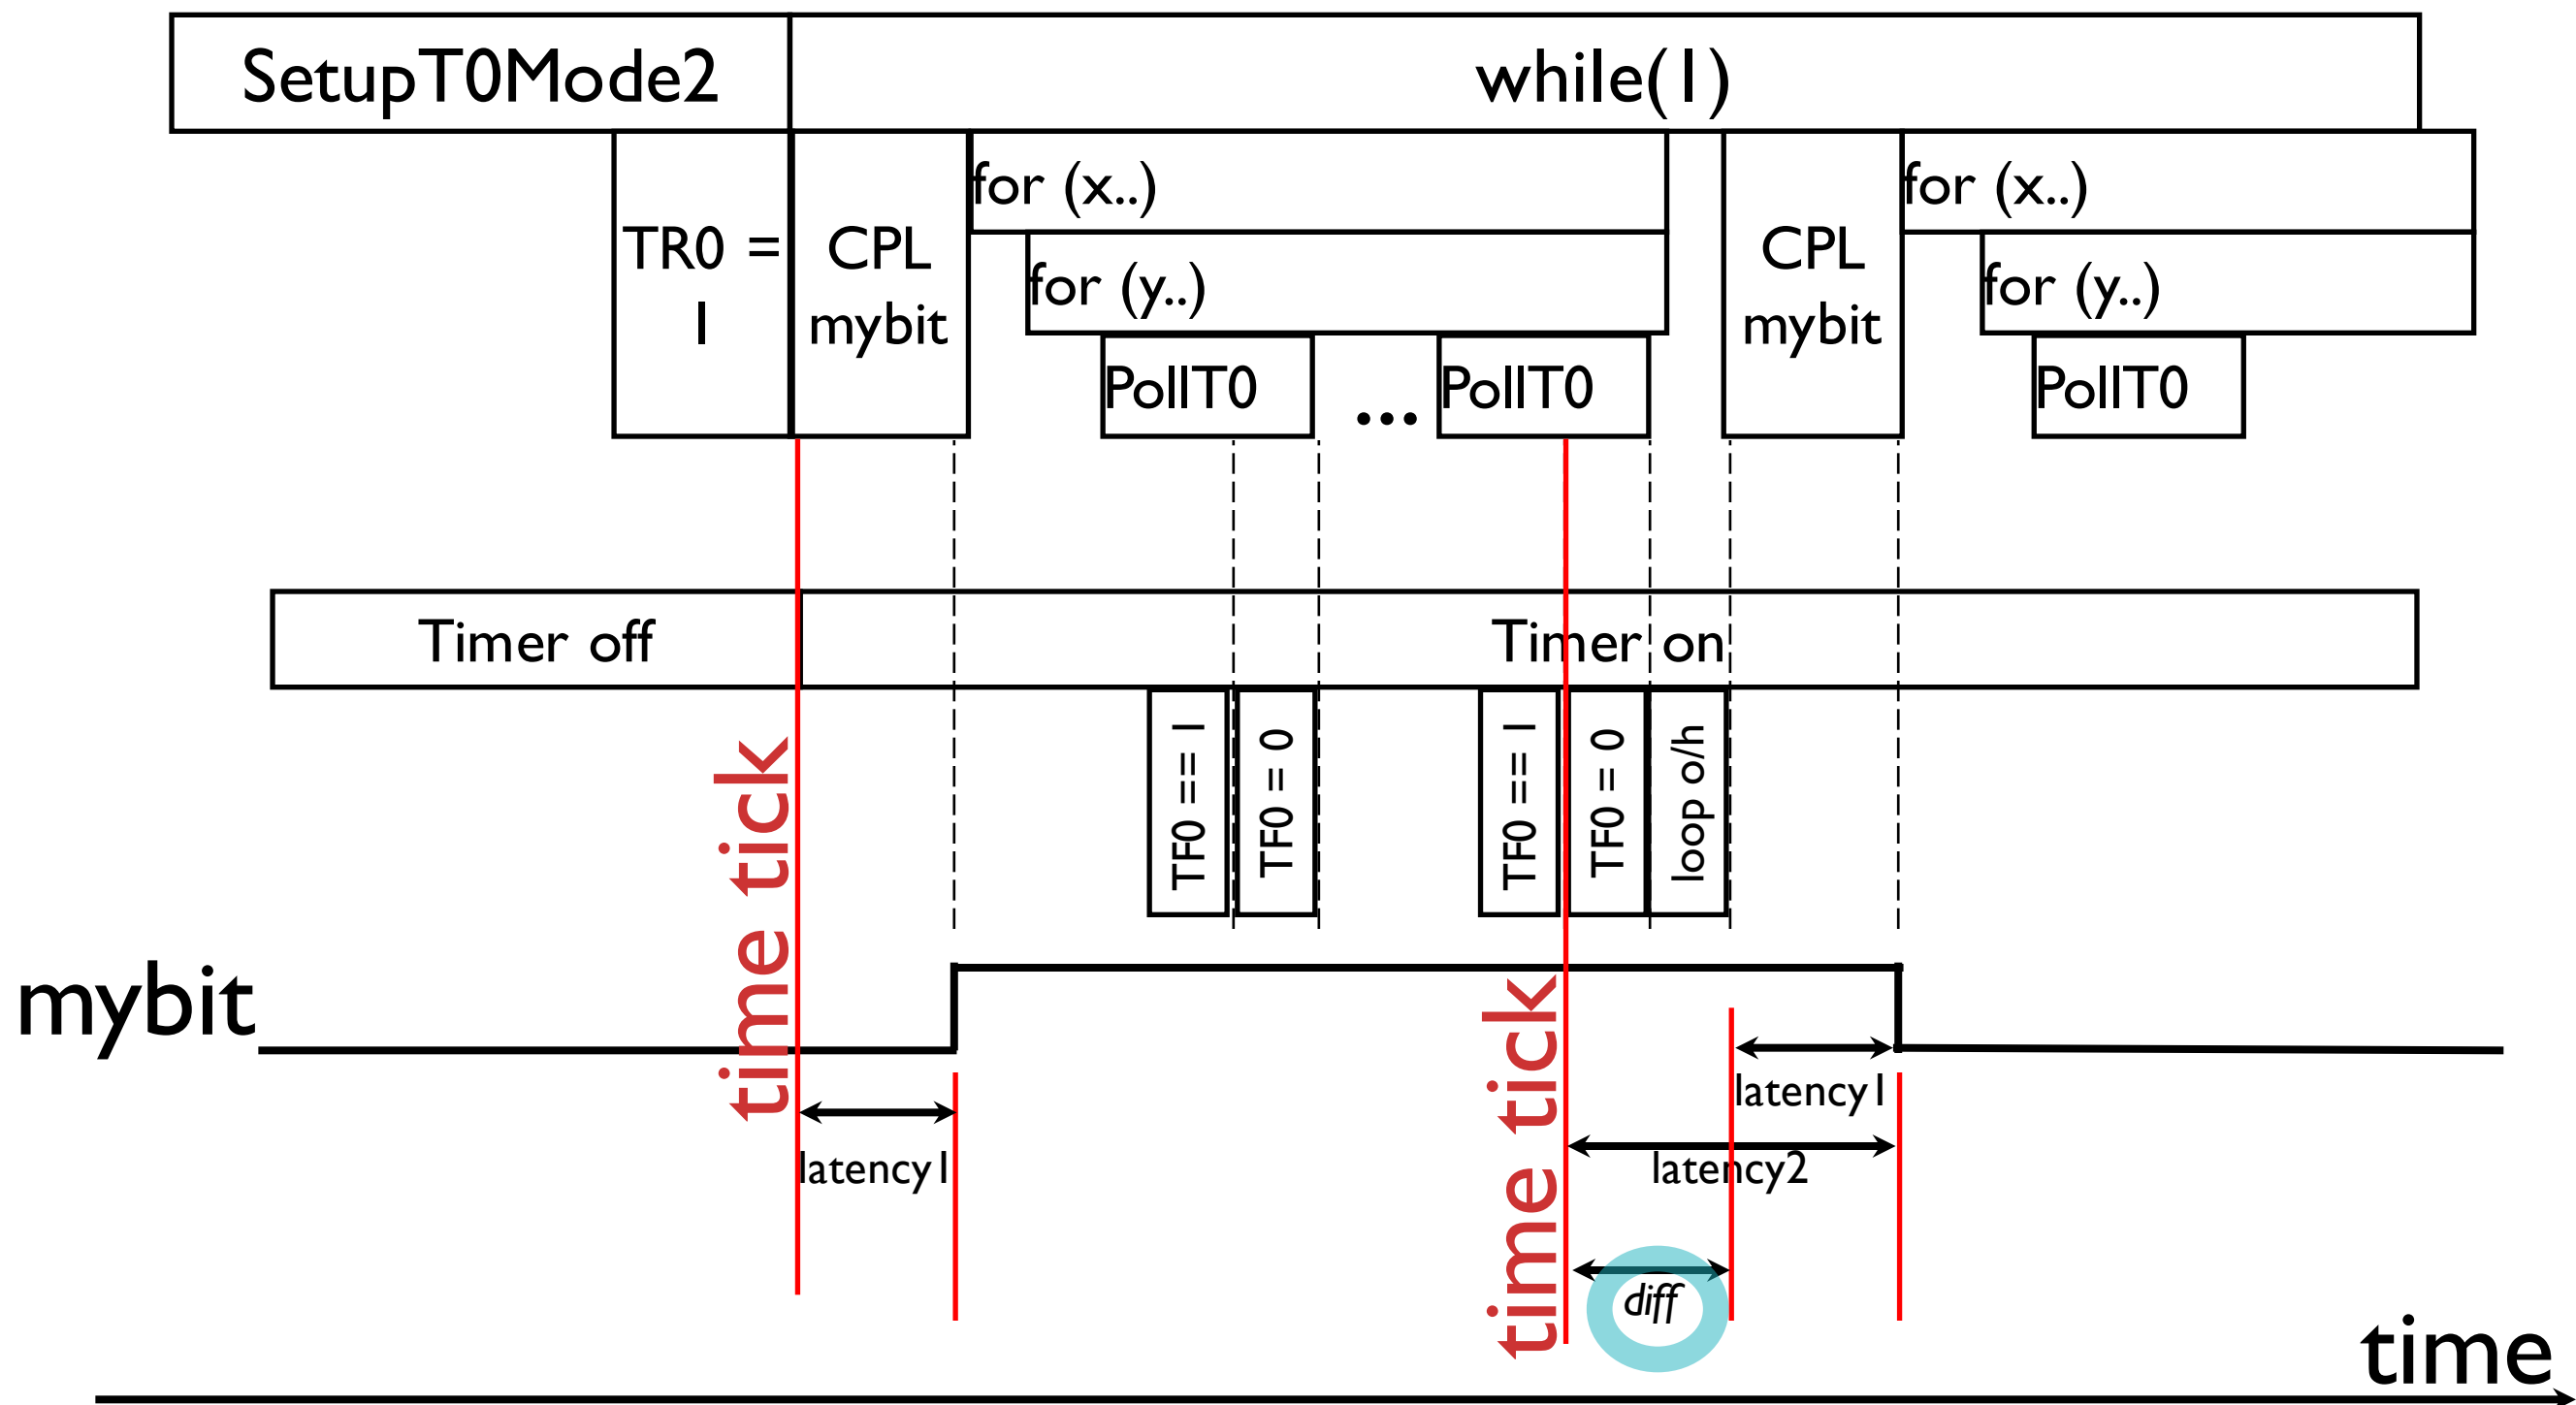 SetupT0Mode2
while(1)
TR0 =
1
CPL
mybit
for (x..)
for (y..)
PollT0
...
PollT0
CPL
mybit
for (x..)
for (y..)
PollT0
Timer off
Timer on
TF0 == 1
TF0 = 0
TF0 == 1
TF0 = 0
loop o/h
time tick
time tick
mybit
latency1
latency1
latency2
diff
time